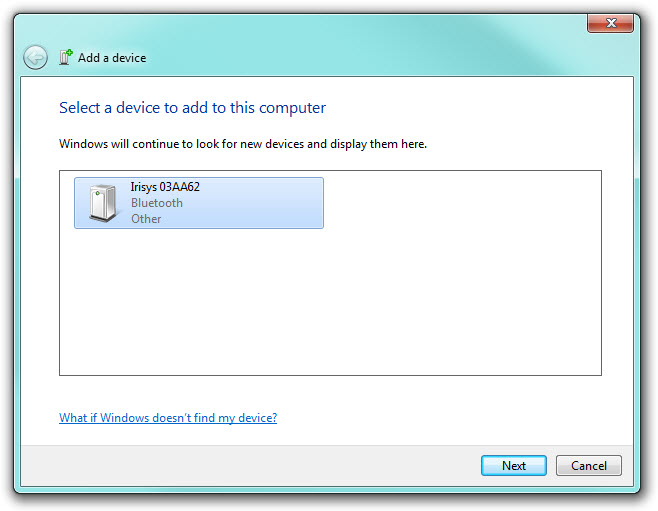 Add a device
Select a device to add to this computer
Windows will continue to look for new devices and display them here.
Irisys 03AA62
Bluetooth
Other
What if Windows doesn't find my device?
Next
Cancel